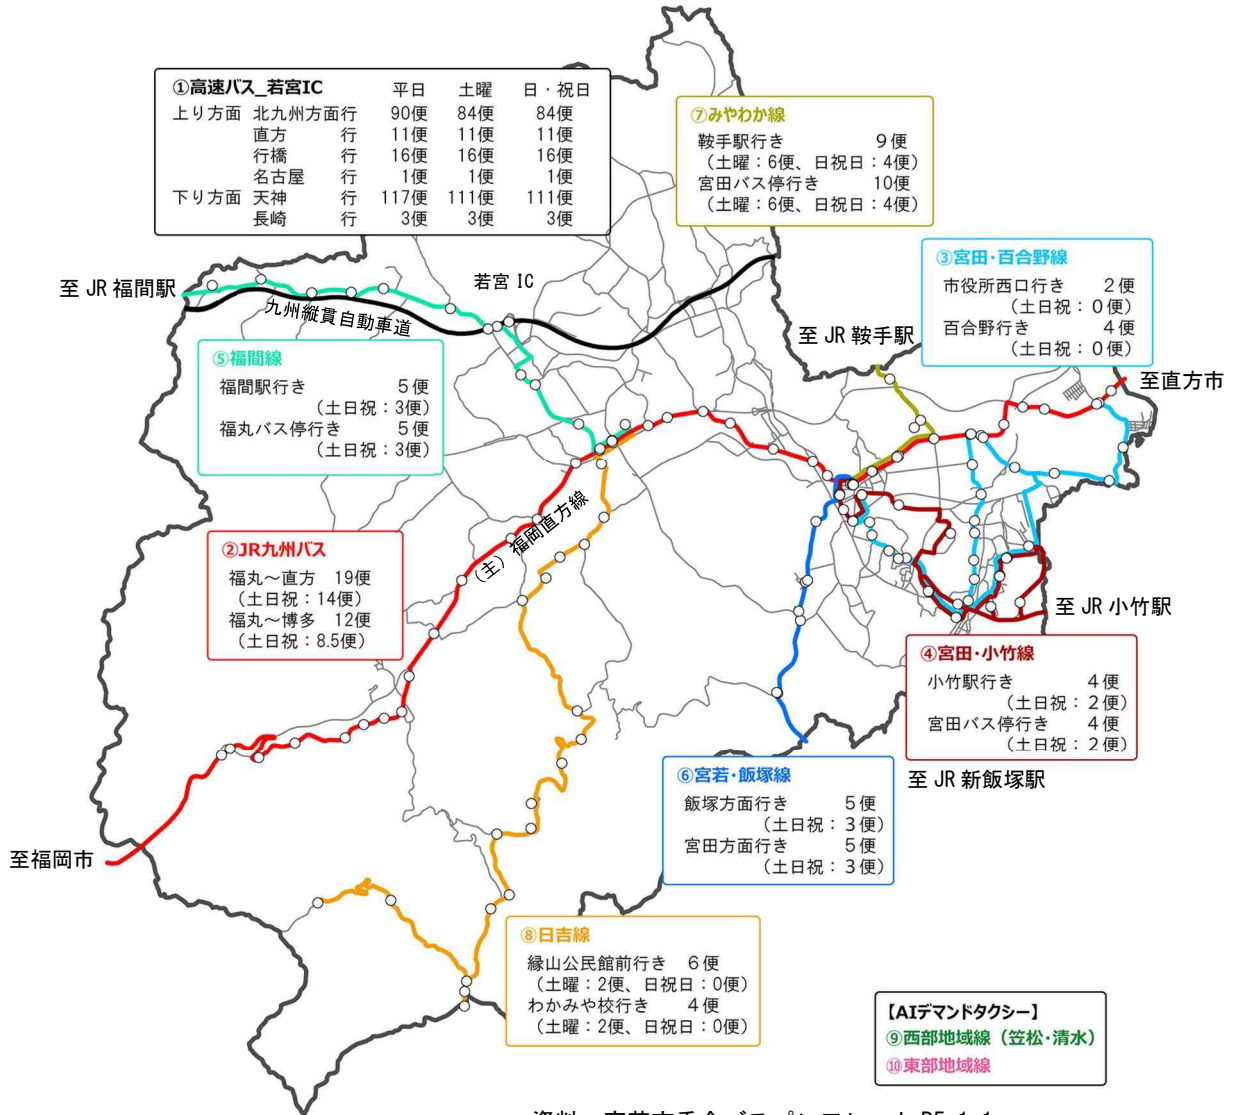 ①高速バス_若宮IC 平日 土曜 日・祝日
上り方面 北九州方面行 90便 84便 84便
直方 行 11便 11便 11便
行橋 行 16便 16便 16便
名古屋 行 1便 1便 1便
下り方面 天神 行 117便 111便 111便
長崎 行 3便 3便 3便
⑦みやわか線
鞍手駅行き 9便
(土曜：6便、日祝日：4便)
宮田バス停行き 10便
(土曜：6便、日祝日：4便)
③宮田・百合野線
市役所西口行き 2便
(土日祝：0便)
百合野行き 4便
(土日祝：0便)
至 JR 福間駅
若宮 IC
九州縦貫自動車道
至 JR 鞍手駅
至直方市
⑤福間線
福間駅行き 5便
(土日祝：3便)
福丸バス停行き 5便
(土日祝：3便)
(主) 福岡直方線
②JR九州バス
福丸～直方 19便
(土日祝：14便)
福丸～博多 12便
(土日祝：8.5便)
至 JR 小竹駅
④宮田・小竹線
小竹駅行き 4便
(土日祝：2便)
宮田バス停行き 4便
(土日祝：2便)
至 JR 新飯塚駅
⑥宮若・飯塚線
飯塚方面行き 5便
(土日祝：3便)
宮田方面行き 5便
(土日祝：3便)
至福岡市
⑧日吉線
縁山公民館前行き 6便
(土曜：2便、日祝日：0便)
わかみや校行き 4便
(土曜：2便、日祝日：0便)
【AIデマンドタクシー】
⑨西部地域線（笠松・清水）
⑩東部地域線